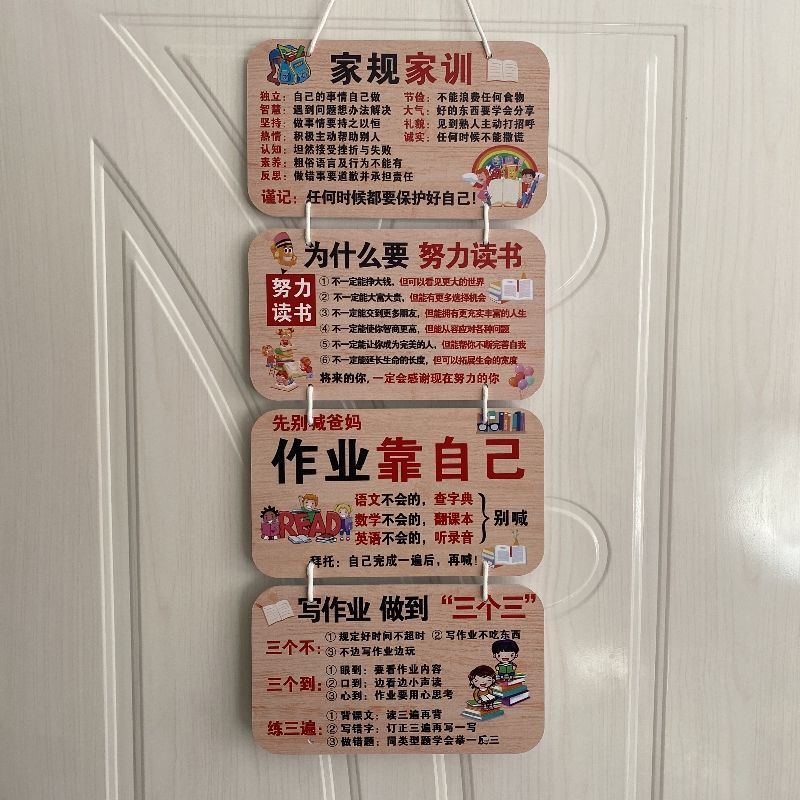 家规家训
独立：自己的事情自己做
智慧：遇到问题想办法解决
坚持：做事情要持之以恒
热情：积极主动帮助别人
认知：坦然接受挫折与失败
素养：粗俗语言及行为不能有
反思：做错事要道歉并承担责任
节俭：不能浪费任何食物
大气：好的东西要学会分享
礼貌：见到熟人主动打招呼
诚实：任何时候不能撒谎
谨记：任何时候都要保护好自己！
为什么要 努力读书
努力
读书
① 不一定能挣大钱，但可以看见更大的世界
② 不一定能大富大贵，但能有更多选择机会
③ 不一定能交到更多朋友，但能拥有更充实丰富的人生
④ 不一定能使你智商更高，但能从容应对各种问题
⑤ 不一定能让你成为完美的人，但能帮你不断完善自我
⑥ 不一定能延长生命的长度，但可以拓展生命的宽度
将来的你，一定会感谢现在努力的你
先别喊爸妈
作业靠自己
READ
语文不会的，查字典
数学不会的，翻课本
英语不会的，听录音
别喊
拜托：自己完成一遍后，再喊！
写作业 做到 “三个三”
三个不：
① 规定好时间不超时 ② 写作业不吃东西
③ 不边写作业边玩
三个到：
① 眼到：要看作业内容
② 口到：边看边小声读
③ 心到：作业要用心思考
练三遍：
① 背课文：读三遍再背
② 写错字：订正三遍再写一写
③ 做错题：同类型题学会举一反三